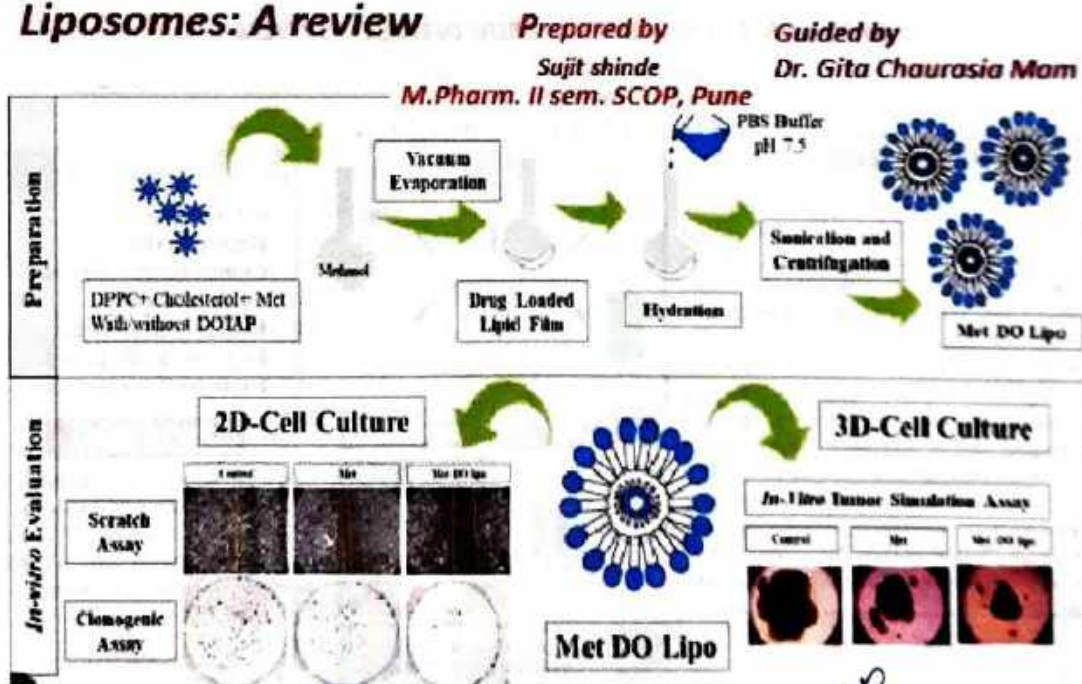 Liposomes: A review
Prepared by
Sujit shinde
M.Pharm. II sem. SCOP, Pune
Guided by
Dr. Gita Chaurasia Mam
Preparation
DPPC+ Cholesterol+ Met
With/without DOTAP
Methanol
Vacuum
Evaporation
Drug Loaded
Lipid Film
PBS Buffer
pH 7.5
Hydration
Sonication and
Centrifugation
Met DO Lipo
In-vitro Evaluation
2D-Cell Culture
Control
Met
Met DO lipo
Scratch
Assay
Clonogenic
Assay
Met DO Lipo
3D-Cell Culture
In-Vitro Tumor Simulation Assay
Control
Met
Met DO lipo